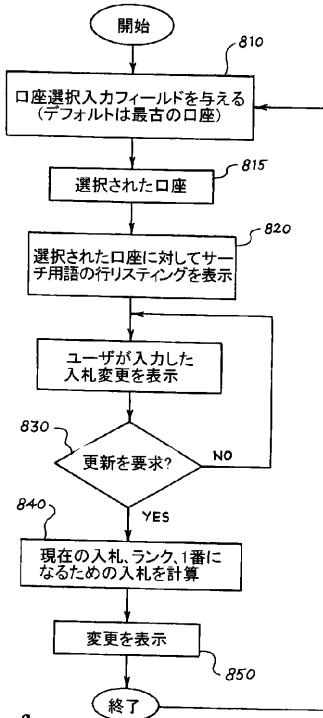 開始
810
口座選択入力フィールドを与える
(デフォルトは最古の口座)
815
選択された口座
820
選択された口座に対してサー
チ用語の行リスティングを表示
ユーザが入力した
入札変更を表示
830
更新を要求?
NO
YES
840
現在の入札、ランク、1番に
なるための入札を計算
変更を表示
850
終了